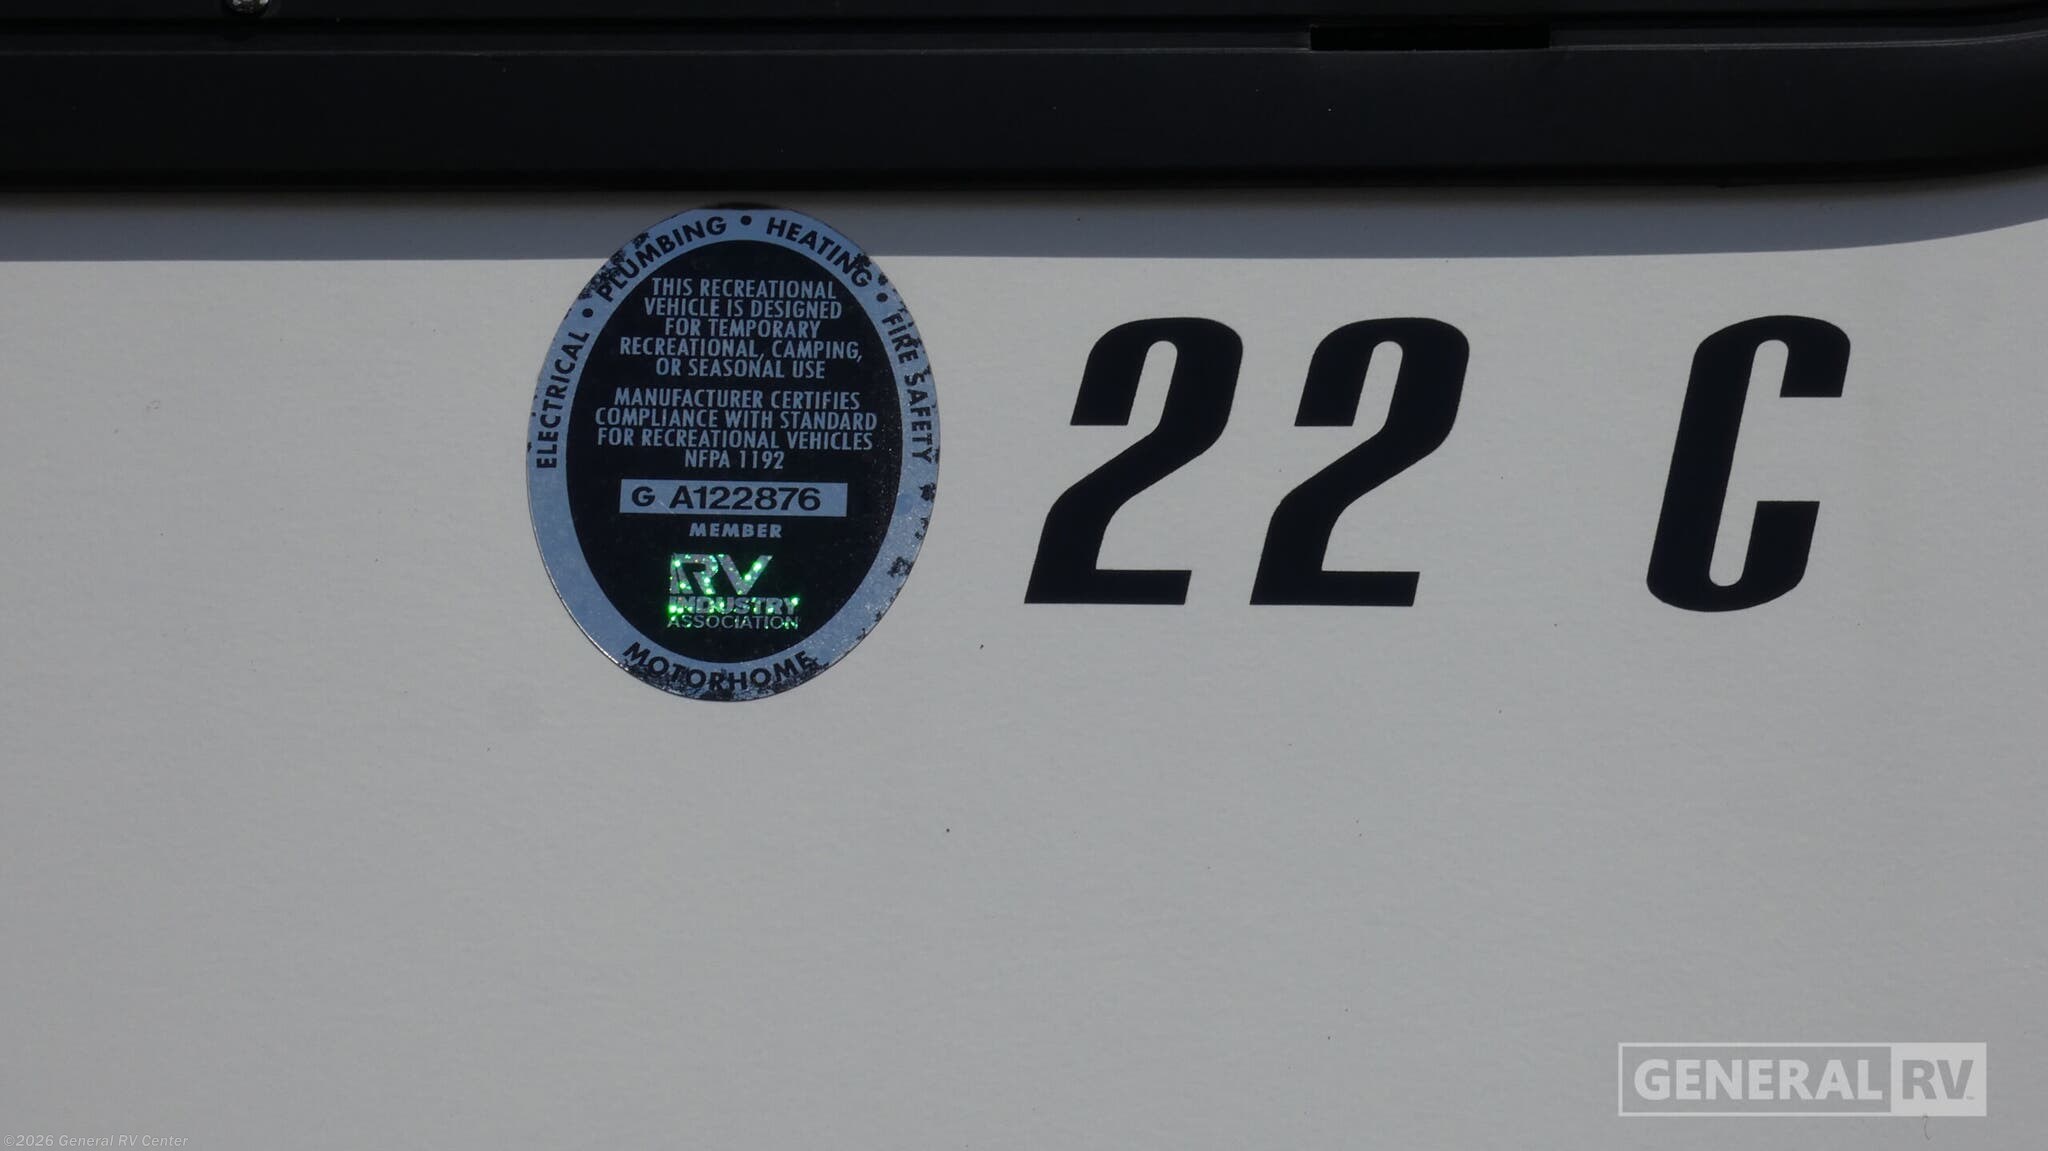 ELECTRICAL • PLUMBING • HEATING • FIRE SAFETY
THIS RECREATIONAL
VEHICLE IS DESIGNED
FOR TEMPORARY
RECREATIONAL, CAMPING,
OR SEASONAL USE
MANUFACTURER CERTIFIES
COMPLIANCE WITH STANDARD
FOR RECREATIONAL VEHICLES
NFPA 1192
G A122876
MEMBER
RV
INDUSTRY
ASSOCIATION
MOTORHOME
22 C
GENERAL RV
©2026 General RV Center